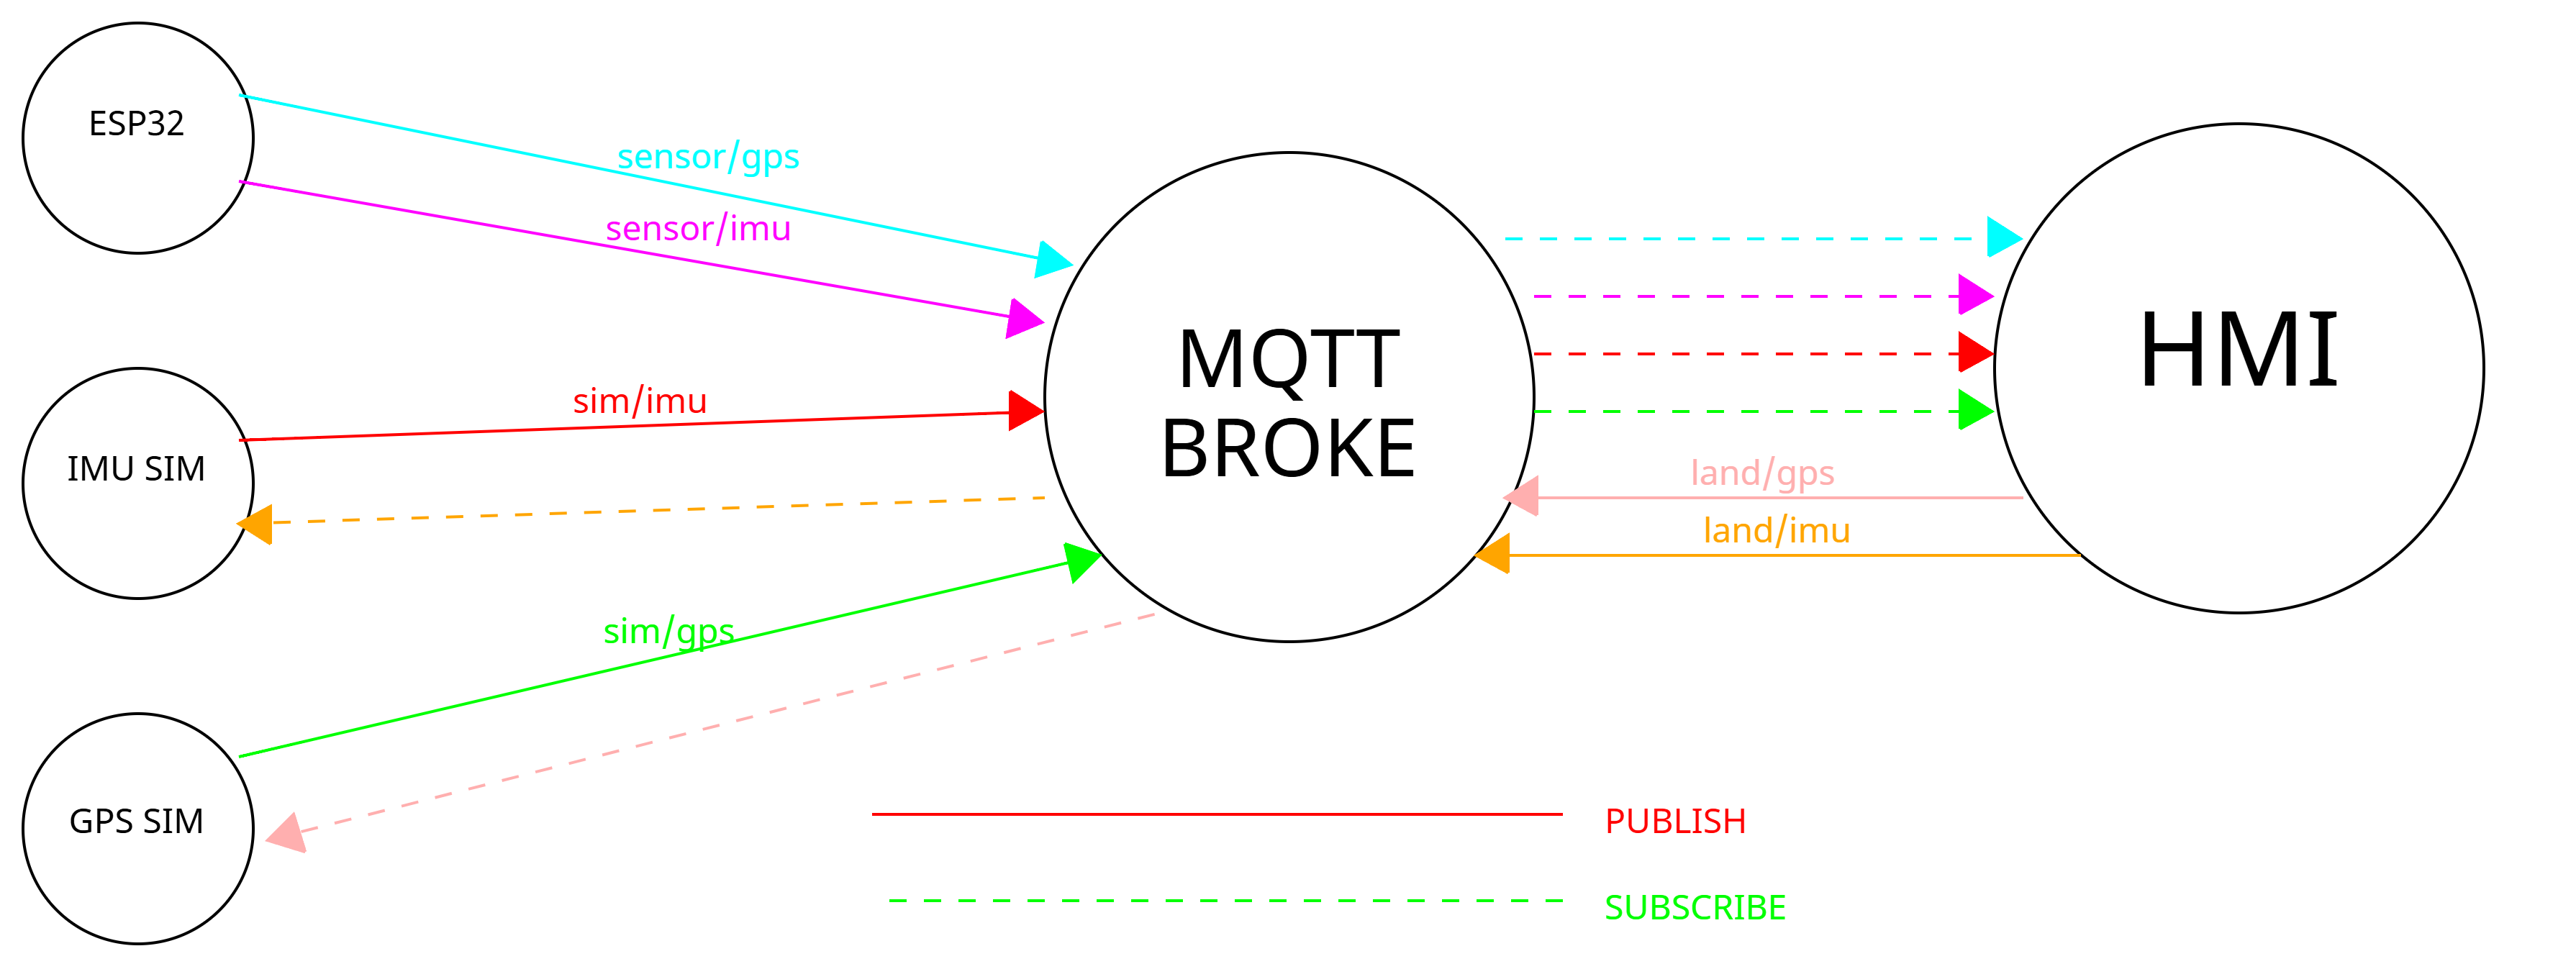 ESP32
sensor/gps
sensor/imu
IMU SIM
sim/imu
MQTT
BROKE
HMI
land/gps
land/imu
sim/gps
GPS SIM
PUBLISH
SUBSCRIBE